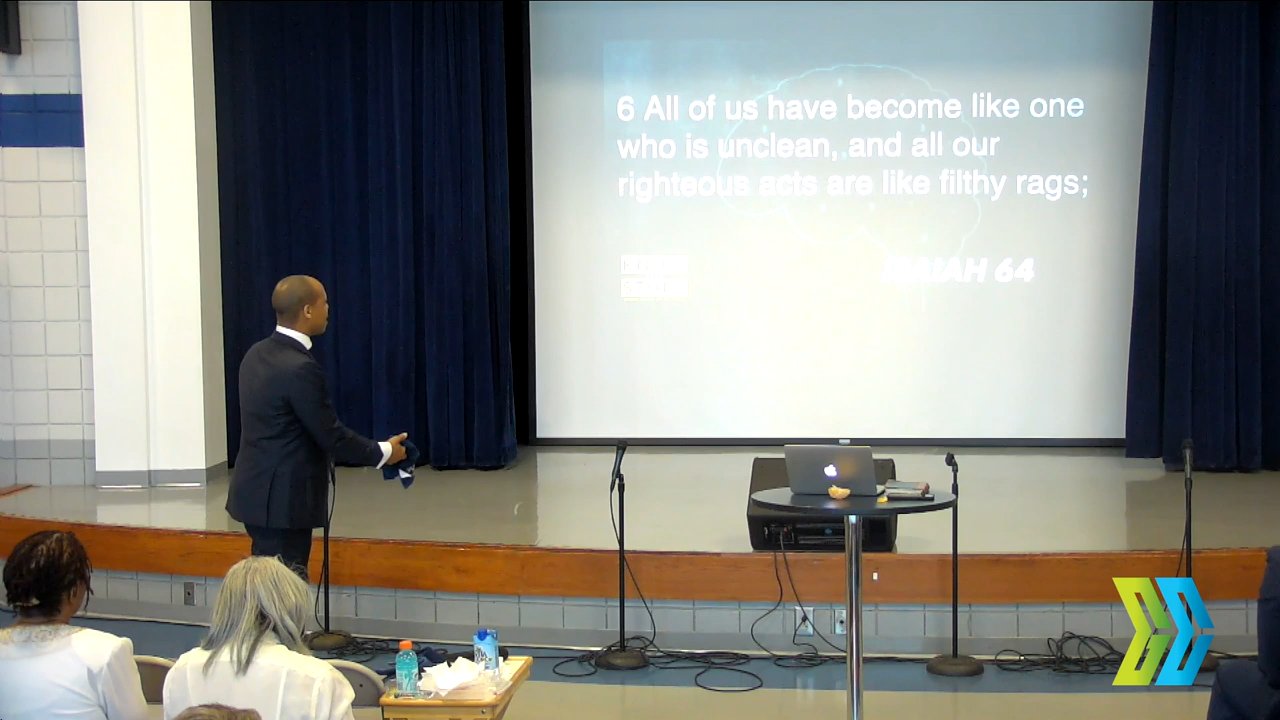 6 All of us have become like one
who is unclean, and all our
righteous acts are like filthy rags;
ISAIAH 64